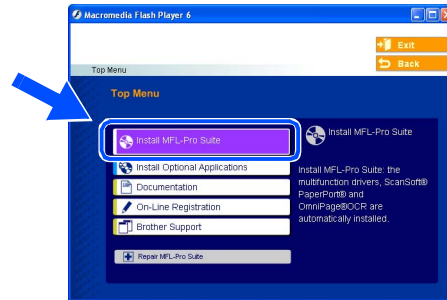 Macromedia Flash Player 6
Exit
Back
Top Menu
Top Menu
Install MFL-Pro Suite
Install Optional Applications
Documentation
On-Line Registration
Brother Support
Repair MFL-Pro Suite
Install MFL-Pro Suite
Install MFL-Pro Suite: the
multifunction drivers, ScanSoft®
PaperPort® and
OmniPage®OCR are
automatically installed.